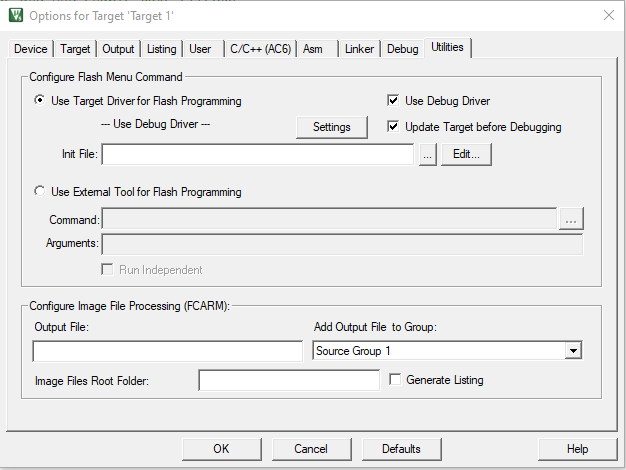 Options for Target 'Target 1'
Device Target Output Listing User C/C++ (AC6) Asm Linker Debug Utilities
Configure Flash Menu Command
Use Target Driver for Flash Programming Use Debug Driver
--- Use Debug Driver --- Settings Update Target before Debugging
Init File: ... Edit...
Use External Tool for Flash Programming
Command: ...
Arguments:
Run Independent
Configure Image File Processing (FCARM):
Output File: Add Output File to Group:
Source Group 1
Image Files Root Folder: Generate Listing
OK Cancel Defaults Help